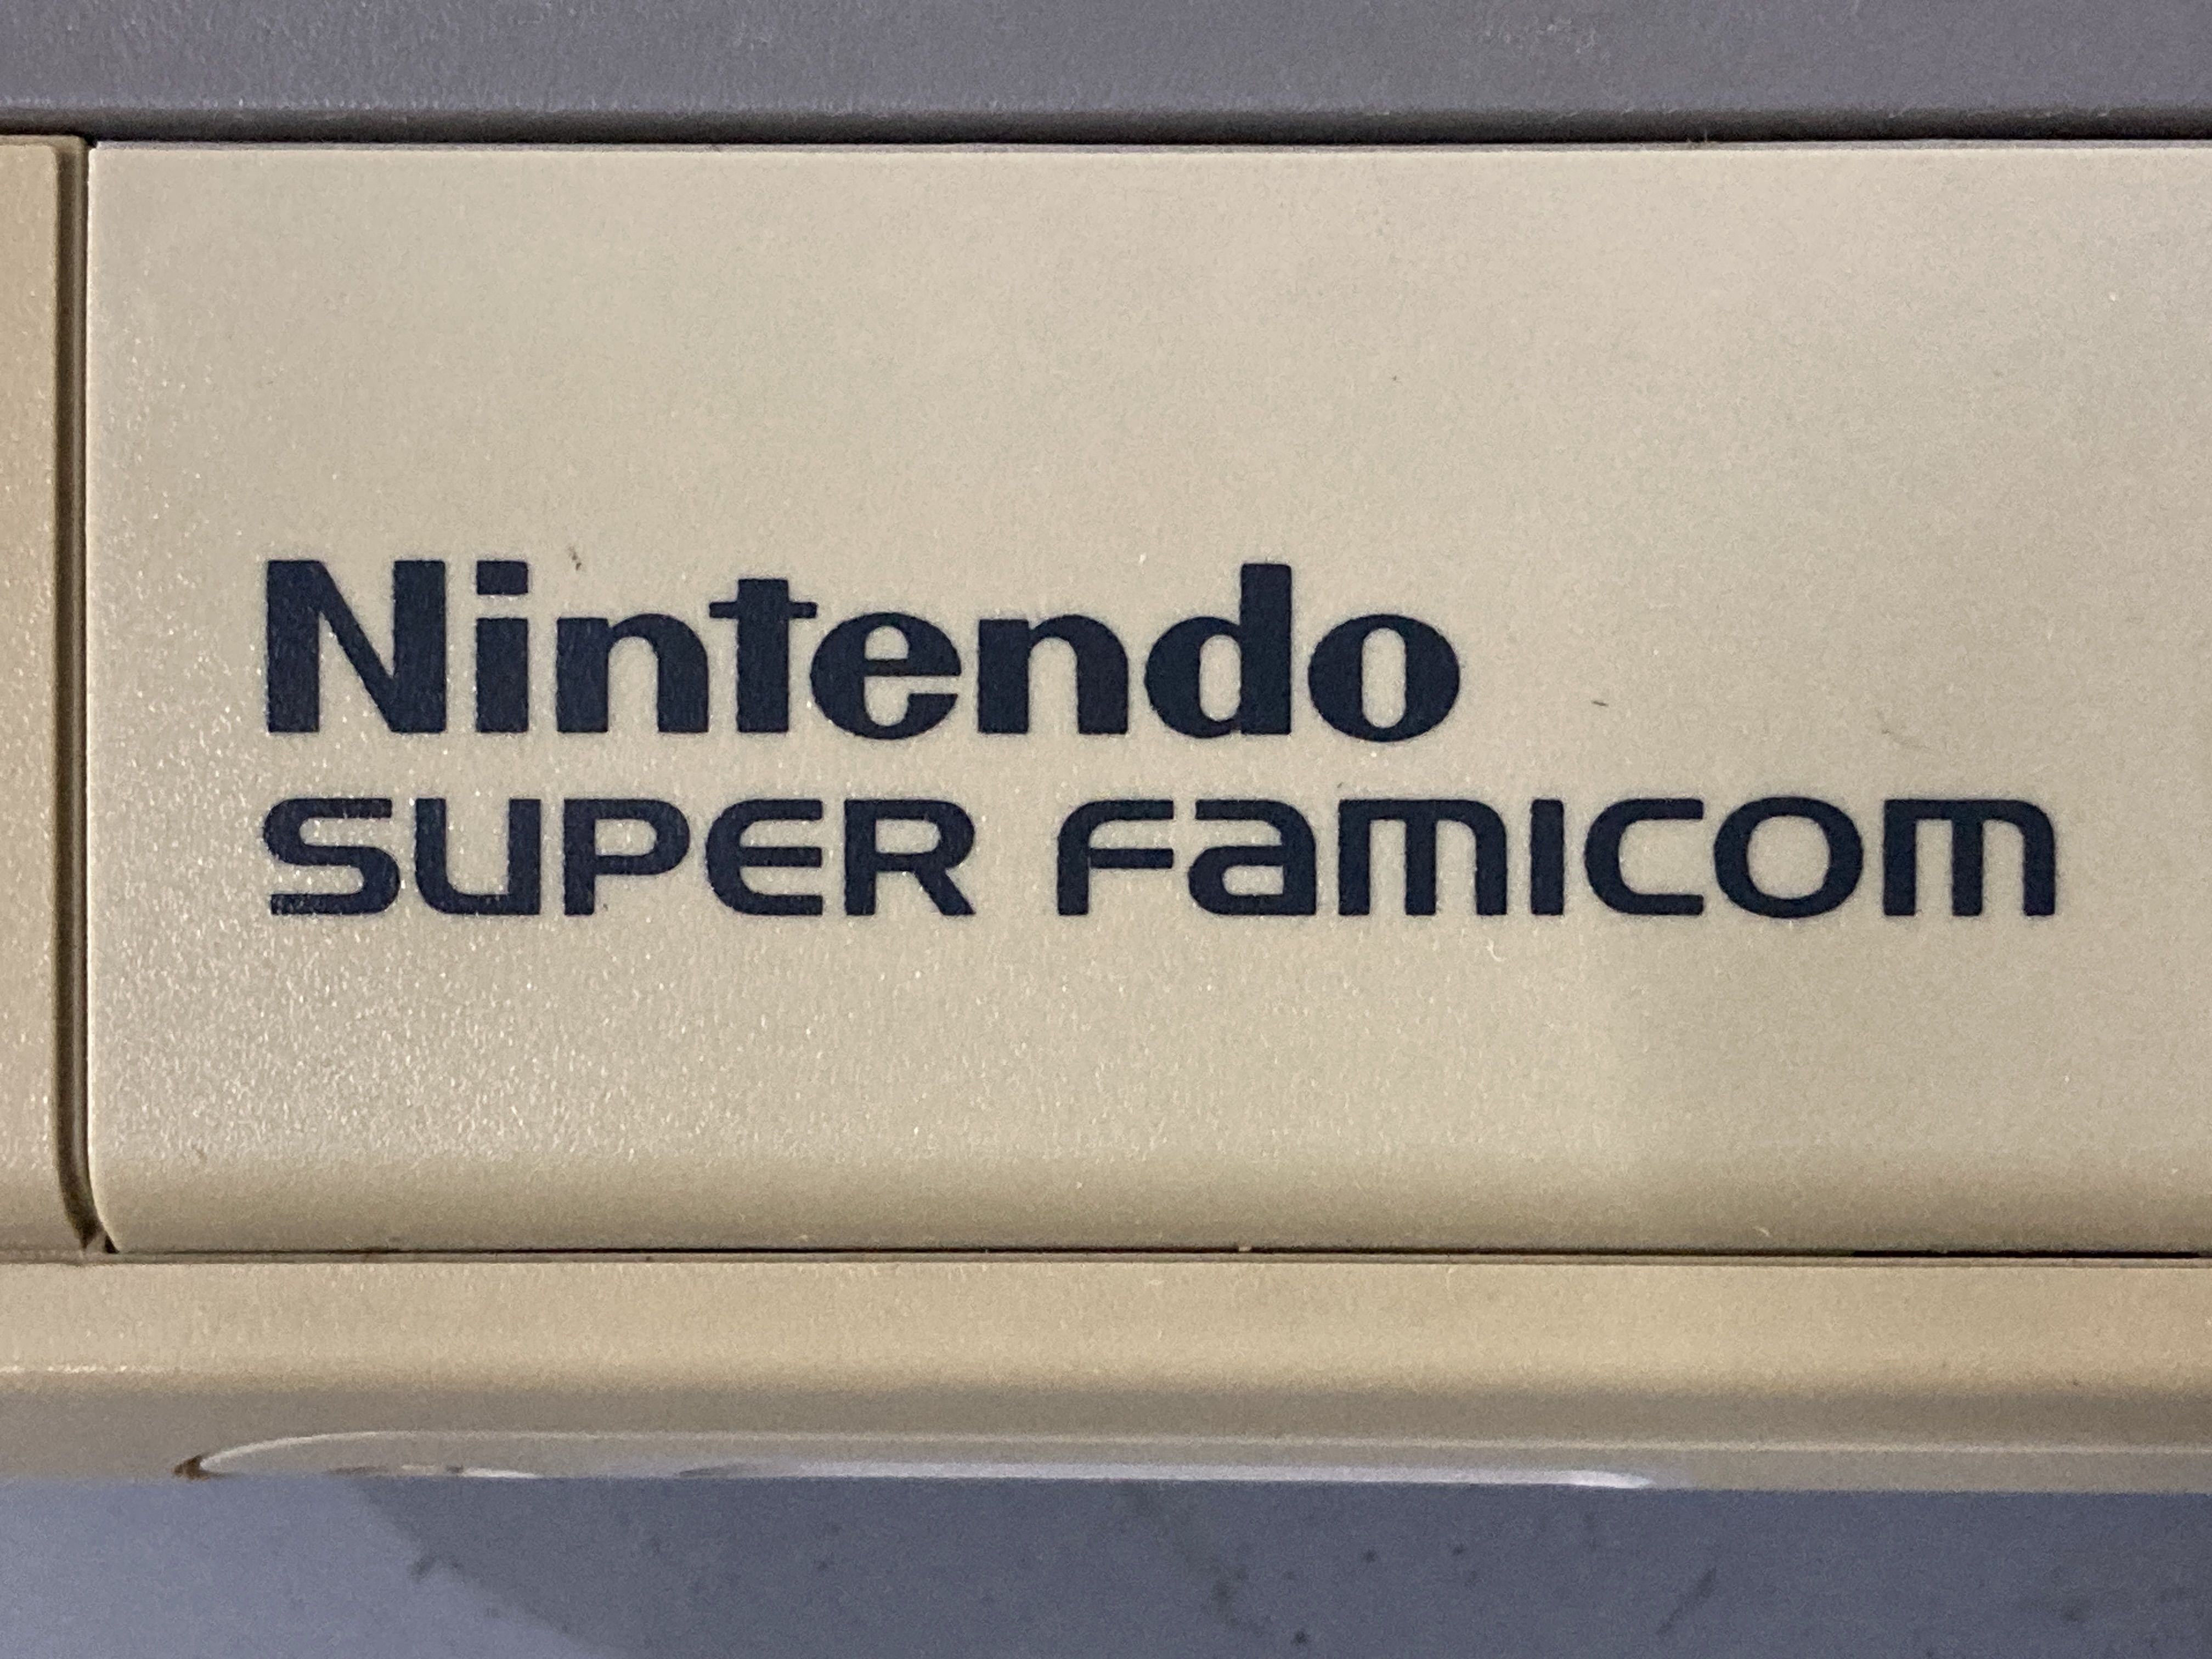 Nintendo
SUPER FAMICOM